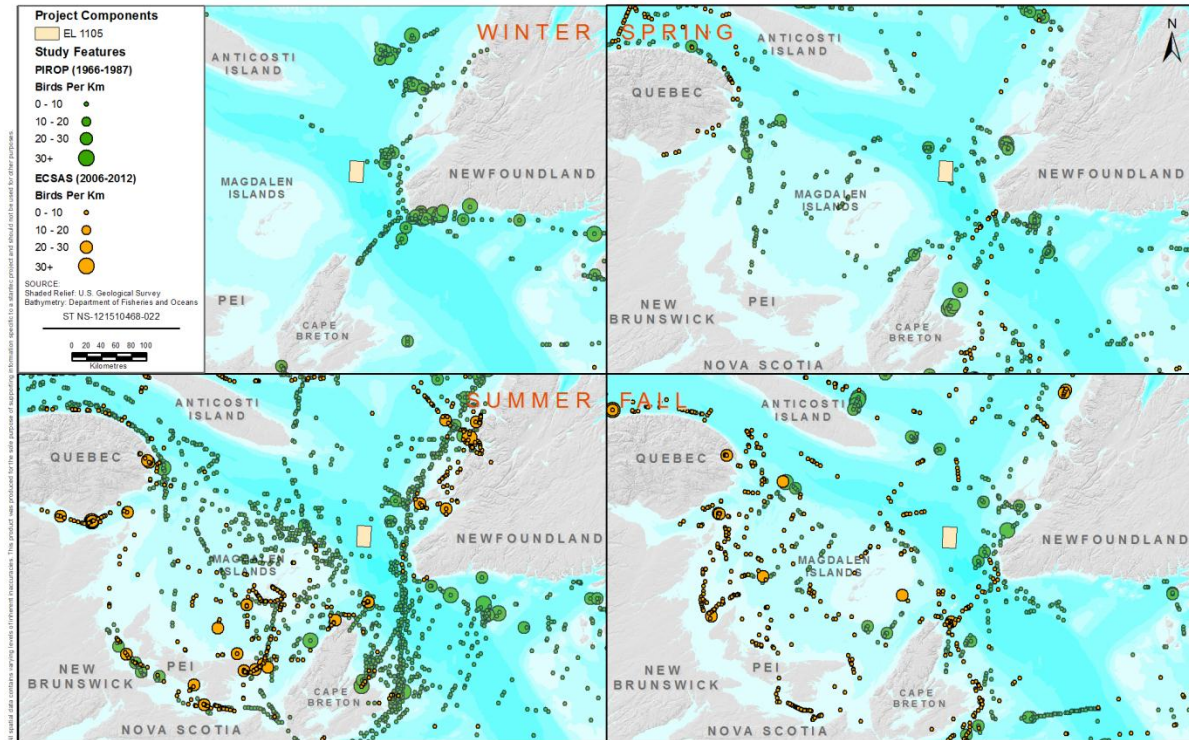 Project Components
EL 1105
Study Features
PIROP (1966-1987)
Birds Per Km
0 - 10
10 - 20
20 - 30
30+
ECSAS (2006-2012)
Birds Per Km
0 - 10
10 - 20
20 - 30
30+
SOURCE:
Shaded Relief: U.S. Geological Survey
Bathymetry: Department of Fisheries and Oceans
ST NS-121510468-022
0 20 40 60 80 100
Kilometres
WINTER
ANTICOSTI
ISLAND
MAGDALEN
ISLANDS
NEWFOUNDLAND
PEI
CAPE
BRETON
SPRING
N
ANTICOSTI
ISLAND
QUEBEC
NEWFOUNDLAND
MAGDALEN
ISLANDS
PEI
NEW
BRUNSWICK
CAPE
BRETON
NOVA SCOTIA
SUMMER
ANTICOSTI
ISLAND
QUEBEC
NEWFOUNDLAND
MAGDALEN
ISLANDS
PEI
NEW
BRUNSWICK
CAPE
BRETON
NOVA SCOTIA
FALL
ANTICOSTI
ISLAND
QUEBEC
NEWFOUNDLAND
MAGDALEN
ISLANDS
PEI
NEW
BRUNSWICK
CAPE
BRETON
NOVA SCOTIA